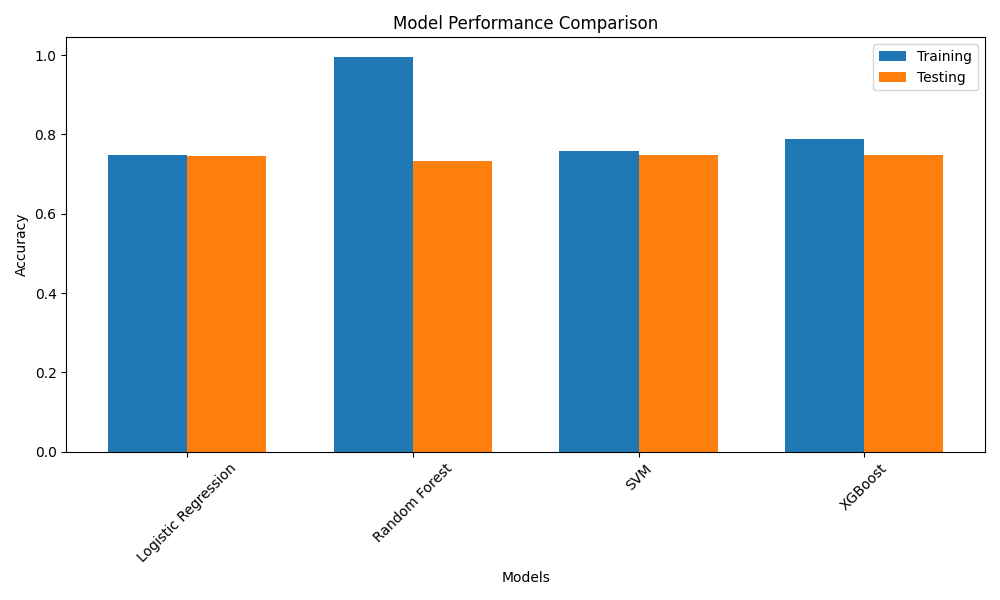 Model Performance Comparison
Training
Testing
1.0
0.8
0.6
0.4
0.2
0.0
Accuracy
Logistic Regression
Random Forest
SVM
XGBoost
Models